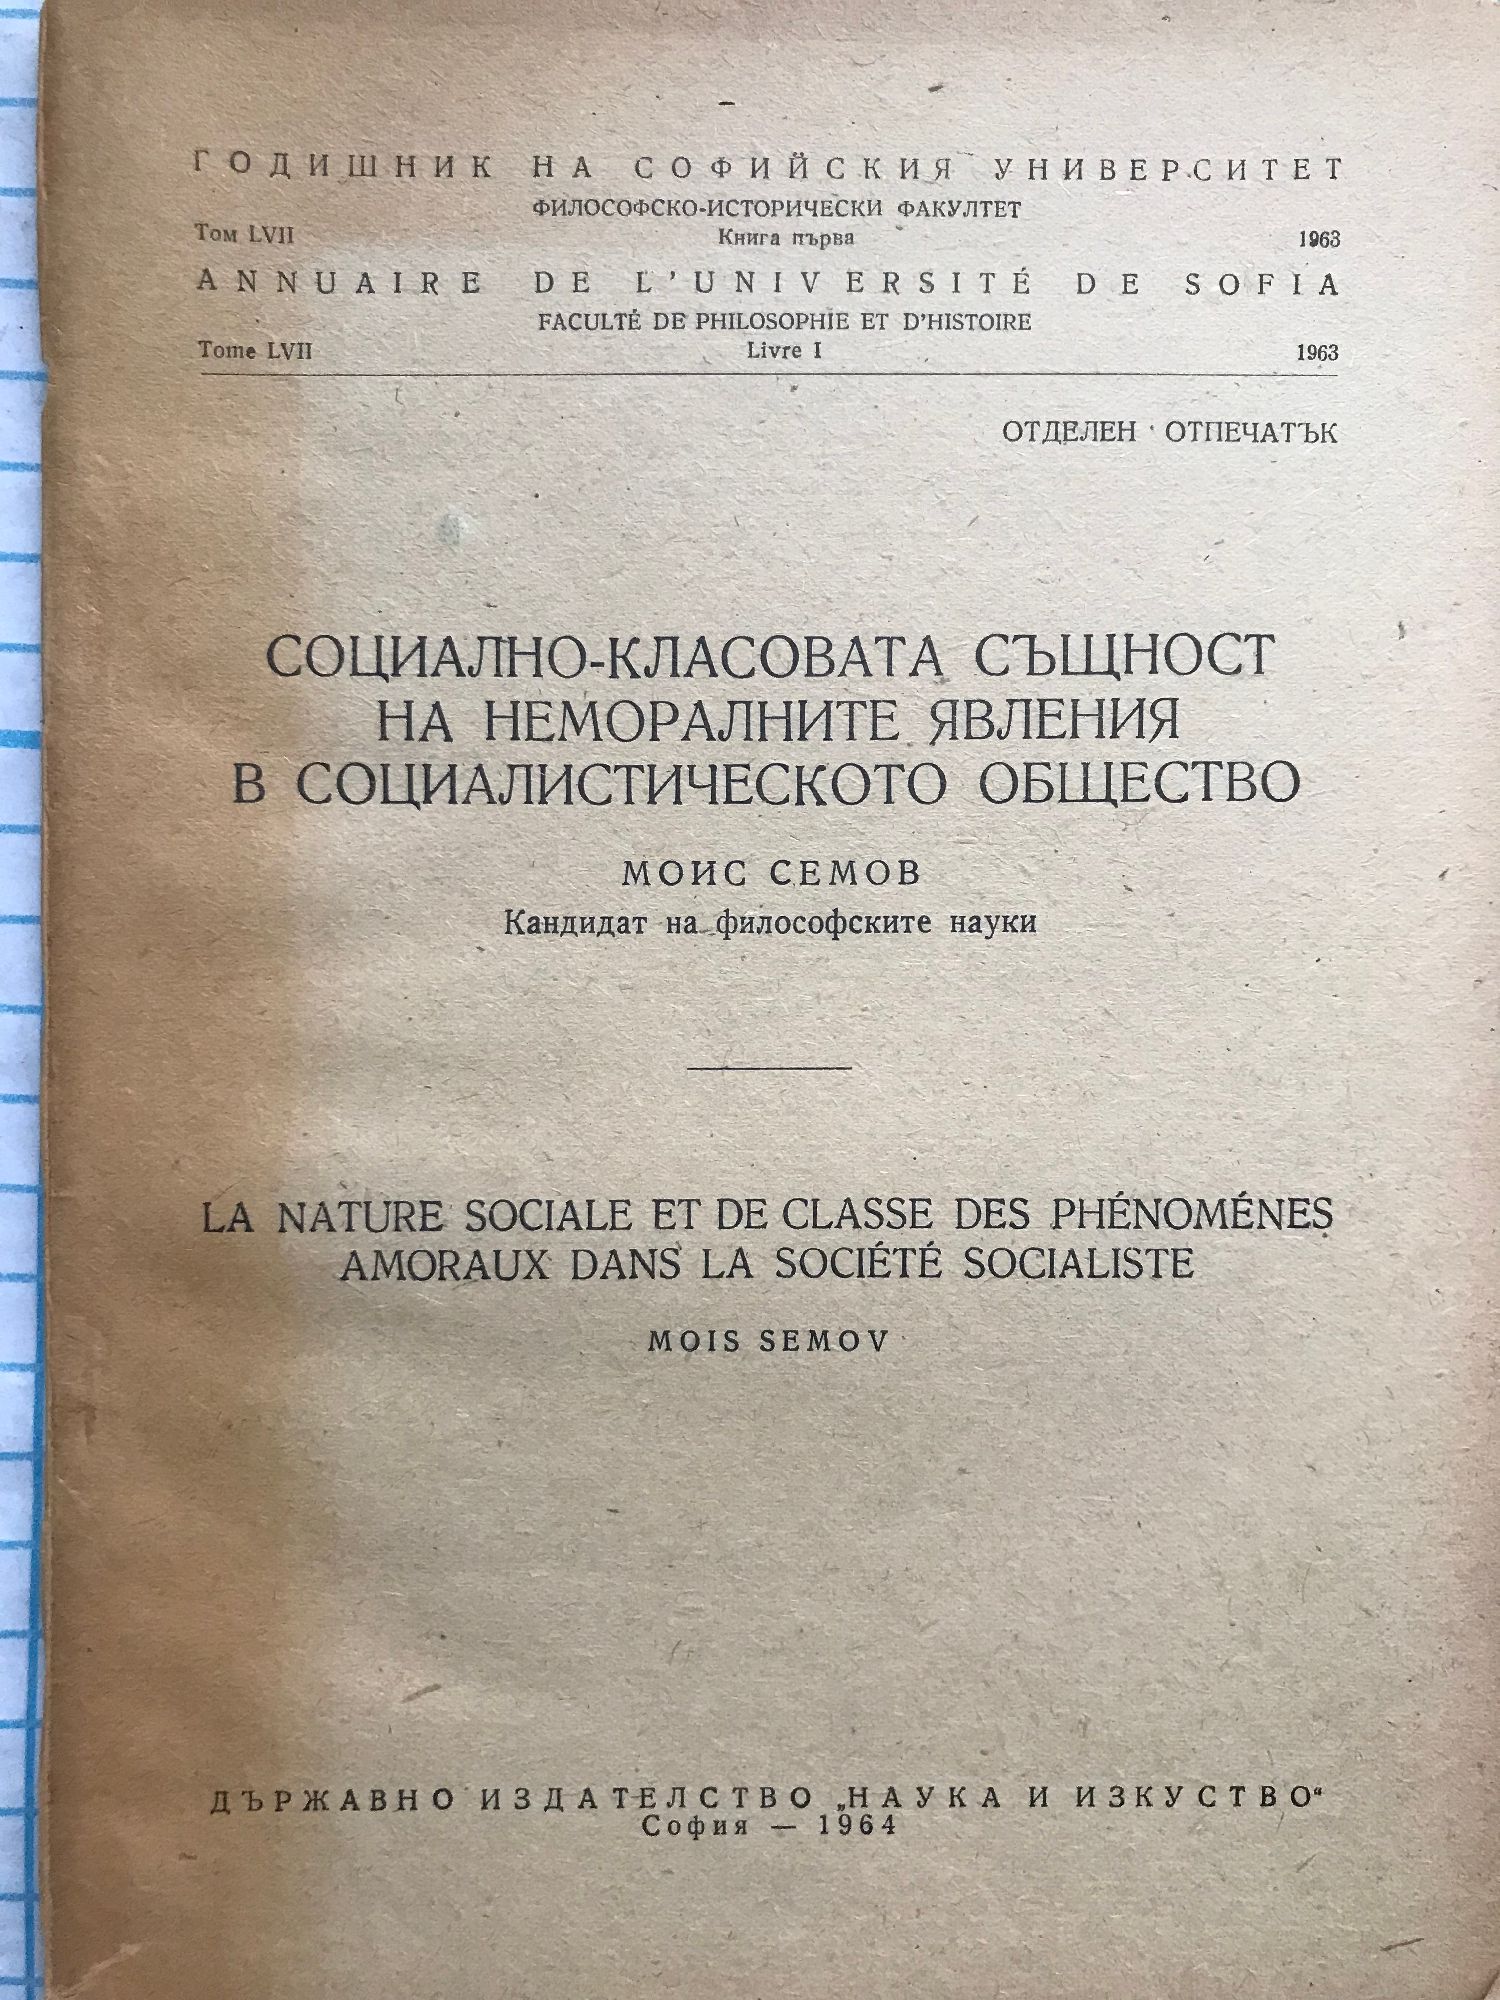 ГОДИШНИК НА СОФИЙСКИЯ УНИВЕРСИТЕТ
ФИЛОСОФСКО-ИСТОРИЧЕСКИ ФАКУЛТЕТ
Том LVII Книга първа 1963
ANNUAIRE DE L'UNIVERSITÉ DE SOFIA
FACULTÉ DE PHILOSOPHIE ET D'HISTOIRE
Tome LVII Livre I 1963
ОТДЕЛЕН ОТПЕЧАТЪК
СОЦИАЛНО-КЛАСОВАТА СЪЩНОСТ
НА НЕМОРАЛНИТЕ ЯВЛЕНИЯ
В СОЦИАЛИСТИЧЕСКОТО ОБЩЕСТВО
МОИС СЕМОВ
Кандидат на философските науки
LA NATURE SOCIALE ET DE CLASSE DES PHÉNOMÉNES
AMORAUX DANS LA SOCIÉTÉ SOCIALISTE
MOIS SEMOV
ДЪРЖАВНО ИЗДАТЕЛСТВО „НАУКА И ИЗКУСТВО“
София — 1964